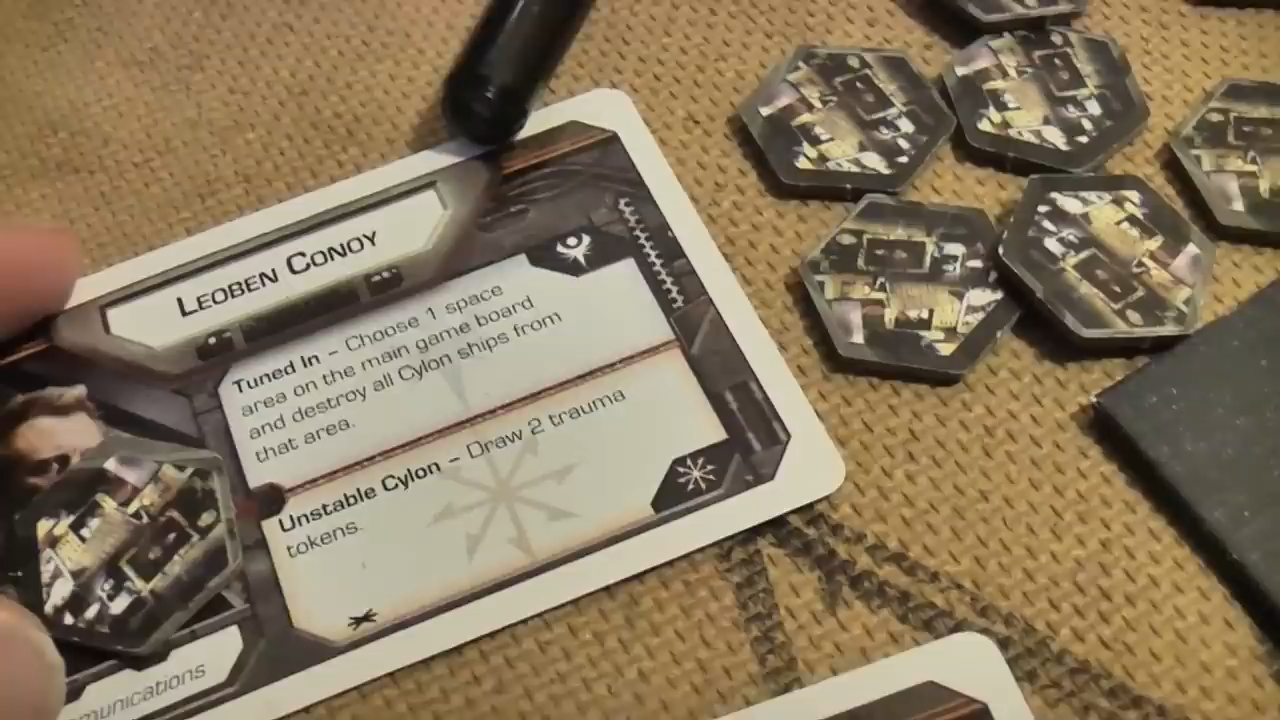 LEOBEN CONOY
Tuned In – Choose 1 space
area on the main game board
and destroy all Cylon ships from
that area.
Unstable Cylon – Draw 2 trauma
tokens.
munications